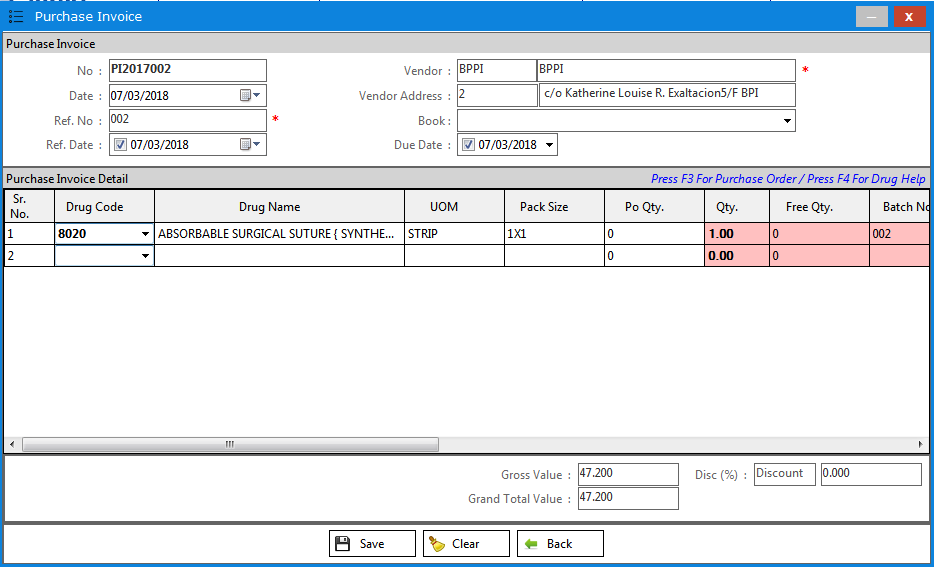 Purchase Invoice
Purchase Invoice
No : PI2017002 Vendor : BPPI BPPI *
Date : 07/03/2018 Vendor Address : 2 c/o Katherine Louise R. Exaltacion5/F BPI
Ref. No : 002 * Book :
Ref. Date : 07/03/2018 Due Date : 07/03/2018
Purchase Invoice Detail Press F3 For Purchase Order / Press F4 For Drug Help
Sr. No. Drug Code Drug Name UOM Pack Size Po Qty. Qty. Free Qty. Batch No
1 8020 ABSORBABLE SURGICAL SUTURE { SYNTHE... STRIP 1X1 0 1.00 0 002
2 0 0.00 0
Gross Value : 47.200 Disc (%) : Discount 0.000
Grand Total Value : 47.200
Save Clear Back